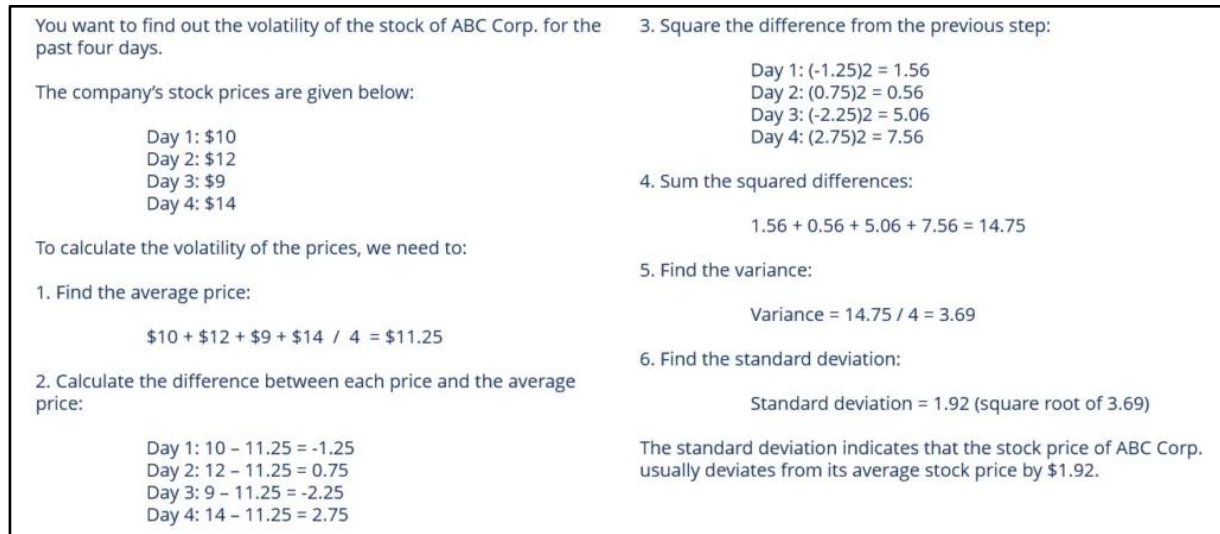 You want to find out the volatility of the stock of ABC Corp. for the
past four days.
The company's stock prices are given below:
Day 1: $10
Day 2: $12
Day 3: $9
Day 4: $14
To calculate the volatility of the prices, we need to:
1. Find the average price:
$10 + $12 + $9 + $14 / 4 = $11.25
2. Calculate the difference between each price and the average
price:
Day 1: 10 – 11.25 = -1.25
Day 2: 12 – 11.25 = 0.75
Day 3: 9 – 11.25 = -2.25
Day 4: 14 – 11.25 = 2.75
3. Square the difference from the previous step:
Day 1: (-1.25)2 = 1.56
Day 2: (0.75)2 = 0.56
Day 3: (-2.25)2 = 5.06
Day 4: (2.75)2 = 7.56
4. Sum the squared differences:
1.56 + 0.56 + 5.06 + 7.56 = 14.75
5. Find the variance:
Variance = 14.75 / 4 = 3.69
6. Find the standard deviation:
Standard deviation = 1.92 (square root of 3.69)
The standard deviation indicates that the stock price of ABC Corp.
usually deviates from its average stock price by $1.92.